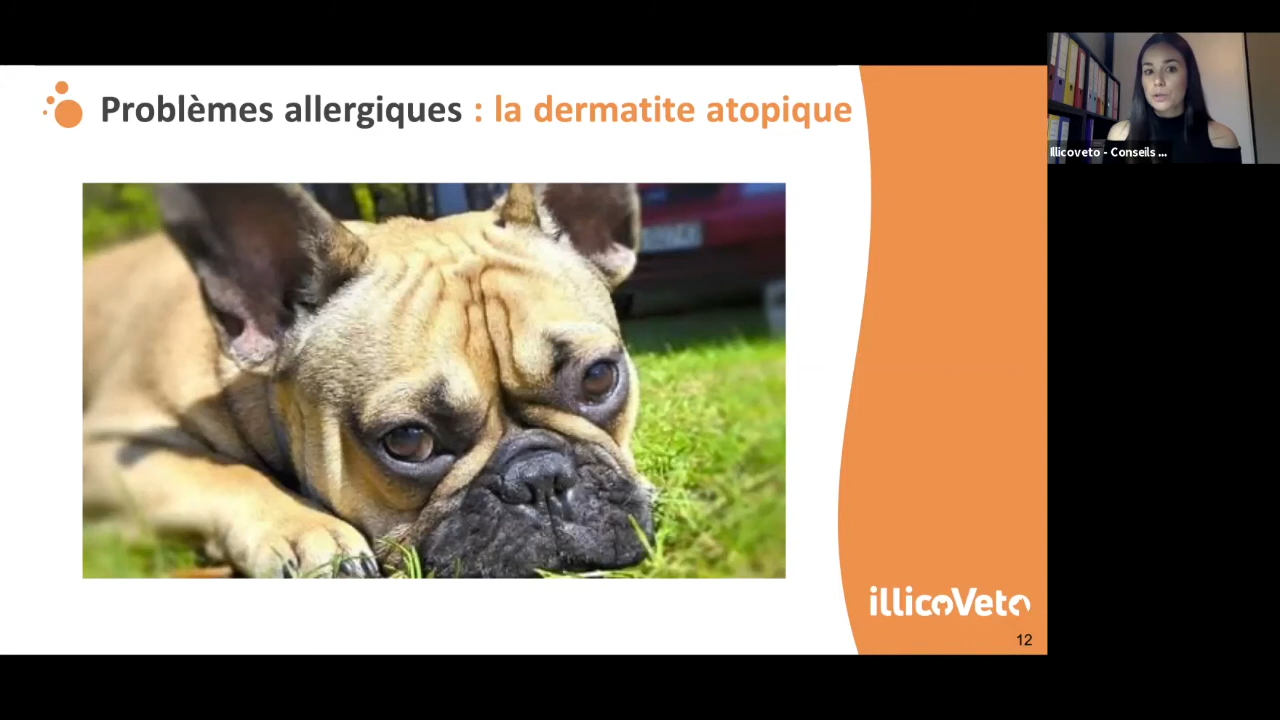 Problèmes allergiques : la dermatite atopique
Illicoveto - Conseils ...
illicoVeto
12